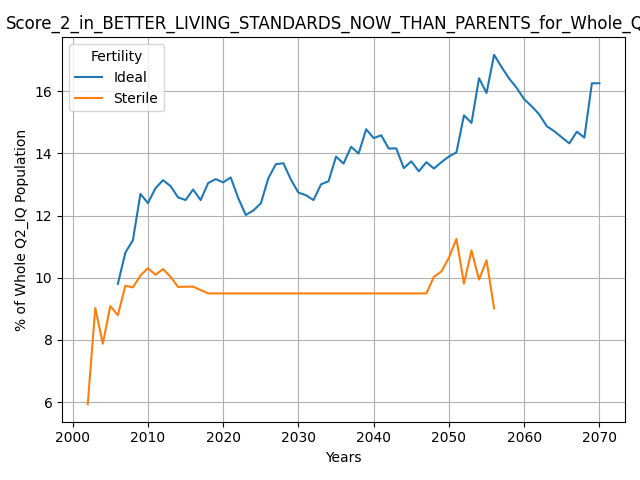 Score_2_in_BETTER_LIVING_STANDARDS_NOW_THAN_PARENTS_for_Whole_Q
Fertility
Ideal
Sterile
% of Whole Q2_IQ Population
16
14
12
10
8
6
2000 2010 2020 2030 2040 2050 2060 2070
Years